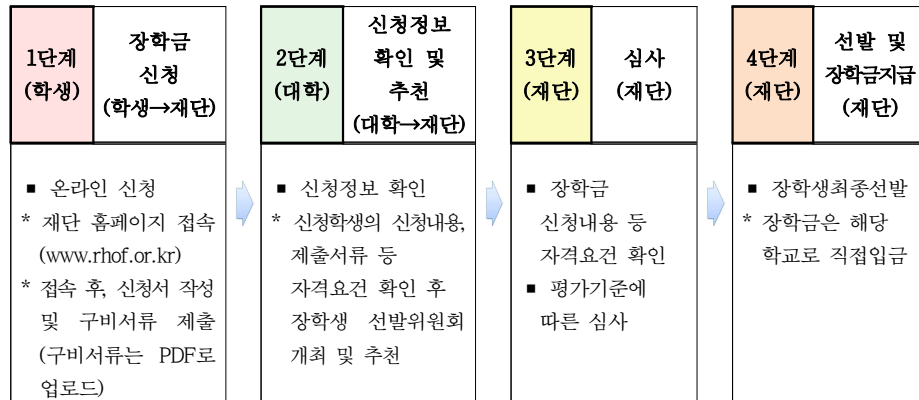 1단계
(학생)
장학금
신청
(학생→재단)
■ 온라인 신청
* 재단 홈페이지 접속
(www.rhof.or.kr)
* 접속 후, 신청서 작성
및 구비서류 제출
(구비서류는 PDF로
업로드)
2단계
(대학)
신청정보
확인 및
추천
(대학→재단)
■ 신청정보 확인
* 신청학생의 신청내용,
제출서류 등
자격요건 확인 후
장학생 선발위원회
개최 및 추천
3단계
(재단)
심사
(재단)
■ 장학금
신청내용 등
자격요건 확인
■ 평가기준에
따른 심사
4단계
(재단)
선발 및
장학금지급
(재단)
■ 장학생최종선발
* 장학금은 해당
학교로 직접입금